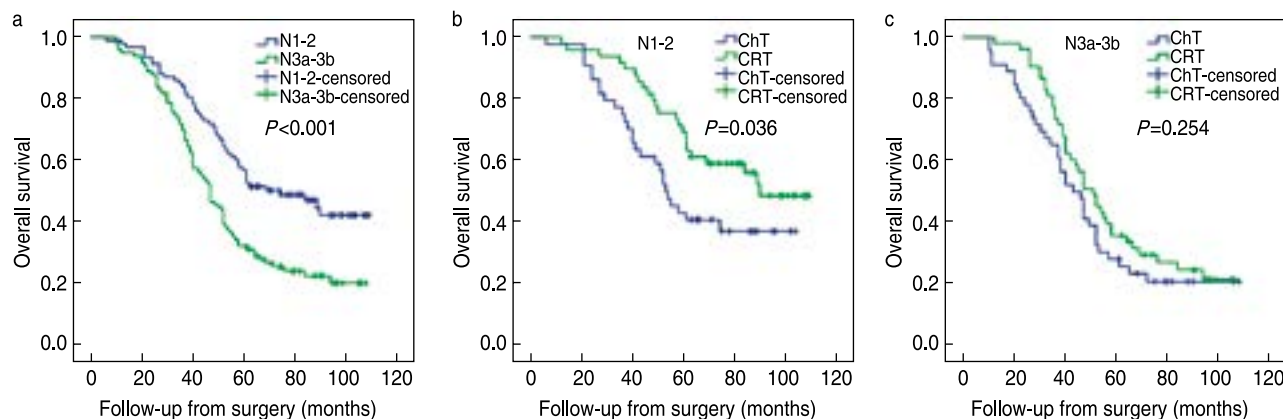 a
N1-2
N3a-3b
N1-2-censored
N3a-3b-censored
P<0.001
Overall survival
1.0
0.8
0.6
0.4
0.2
0.0
0 20 40 60 80 100 120
Follow-up from surgery (months)
b
N1-2
ChT
CRT
ChT-censored
CRT-censored
P=0.036
Overall survival
1.0
0.8
0.6
0.4
0.2
0.0
0 20 40 60 80 100 120
Follow-up from surgery (months)
c
N3a-3b
ChT
CRT
ChT-censored
CRT-censored
P=0.254
Overall survival
1.0
0.8
0.6
0.4
0.2
0.0
0 20 40 60 80 100 120
Follow-up from surgery (months)